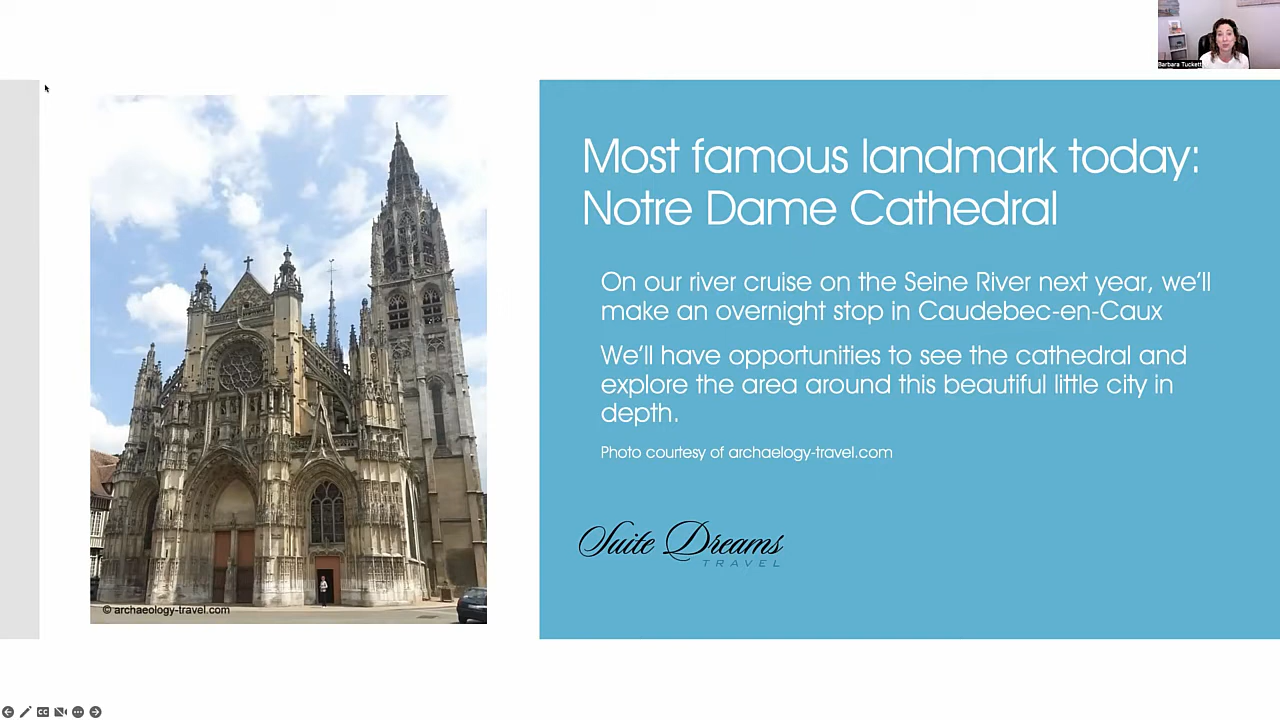 Barbara Tuckett
Most famous landmark today:
Notre Dame Cathedral
On our river cruise on the Seine River next year, we'll
make an overnight stop in Caudebec-en-Caux
We'll have opportunities to see the cathedral and
explore the area around this beautiful little city in
depth.
Photo courtesy of archaelogy-travel.com
Suite Dreams
TRAVEL
© archaeology-travel.com
CC